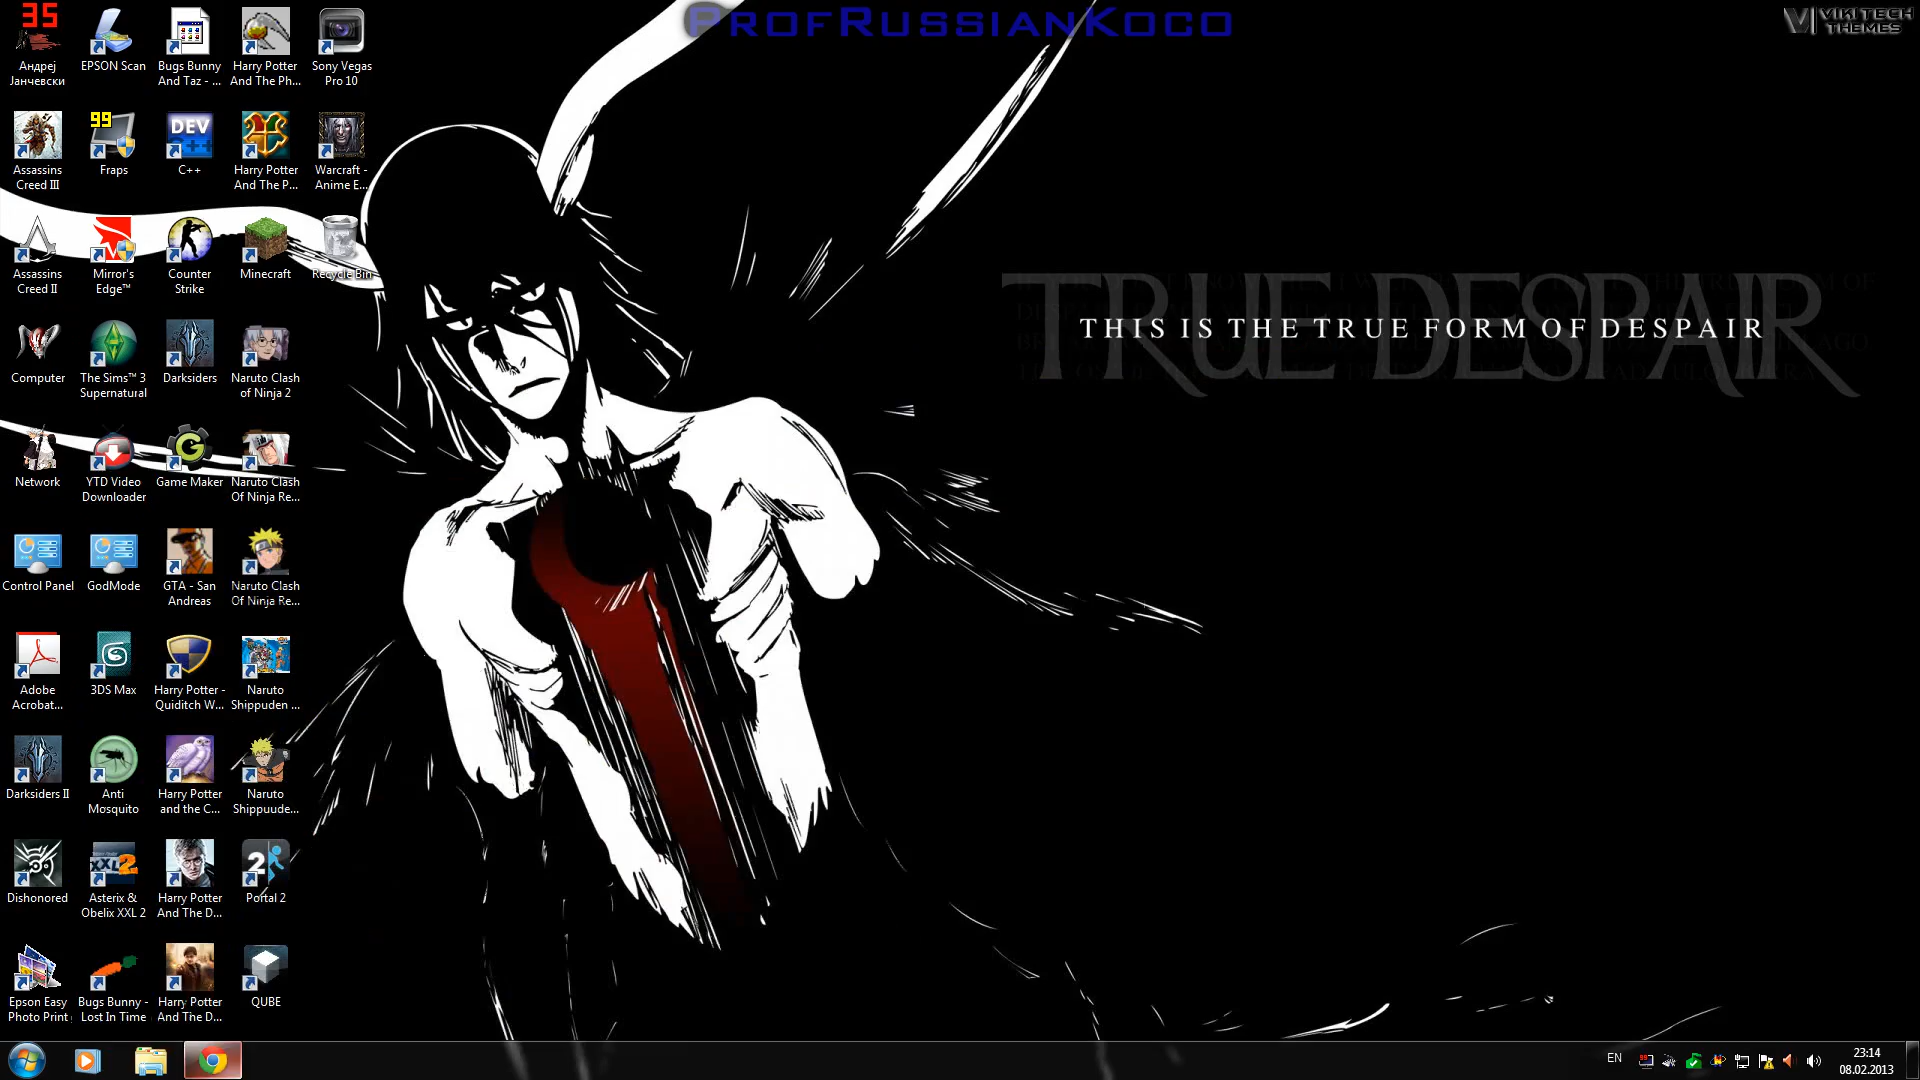 35
PROFRUSSIANKOCO
VIKITECH
THEMES
Андреј
Јанчевски
EPSON Scan
Bugs Bunny
And Taz - ...
Harry Potter
And The Ph...
Sony Vegas
Pro 10
Assassins
Creed III
99
Fraps
DEV
C++
C++
Harry Potter
And The P...
Warcraft -
Anime E...
Assassins
Creed II
Mirror's
Edge™
Counter
Strike
Minecraft
Recycle Bin
TRUE DESPAIR
THIS IS THE TRUE FORM OF DESPAIR
Computer
The Sims™ 3
Supernatural
Darksiders
Naruto Clash
of Ninja 2
Network
YTD Video
Downloader
Game Maker
Naruto Clash
Of Ninja Re...
Control Panel
GodMode
GTA - San
Andreas
Naruto Clash
Of Ninja Re...
Adobe
Acrobat...
3DS Max
Harry Potter -
Quiditch W...
Naruto
Shippuden ...
Darksiders II
Anti
Mosquito
Harry Potter
and the C...
Naruto
Shippuude...
Dishonored
XXL2
Asterix &
Obelix XXL 2
Harry Potter
And The D...
2
Portal 2
Epson Easy
Photo Print
Bugs Bunny -
Lost In Time
Harry Potter
And The D...
QUBE
EN
23:14
08.02.2013